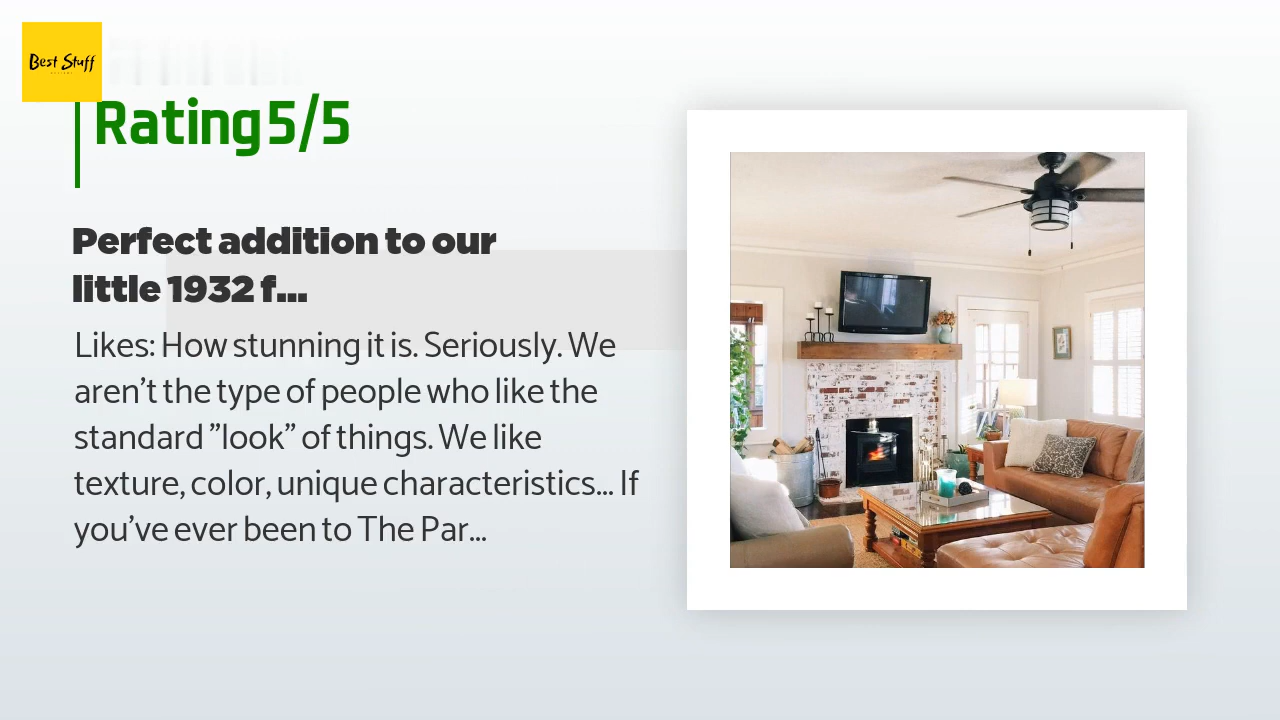 Best Stuff
Rating 5/5
Perfect addition to our
little 1932 f...
Likes: How stunning it is. Seriously. We
aren’t the type of people who like the
standard ”look” of things. We like
texture, color, unique characteristics... If
you’ve ever been to The Par...